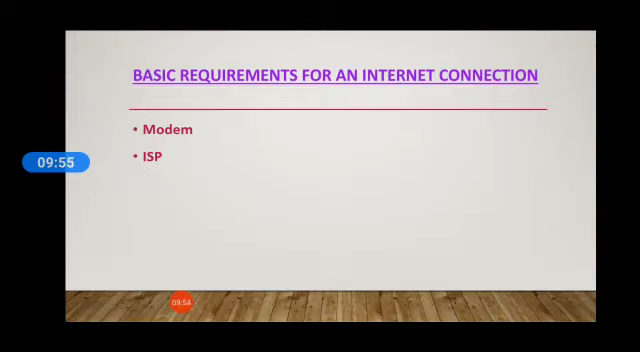 BASIC REQUIREMENTS FOR AN INTERNET CONNECTION
• Modem
• ISP
09:55
09:54